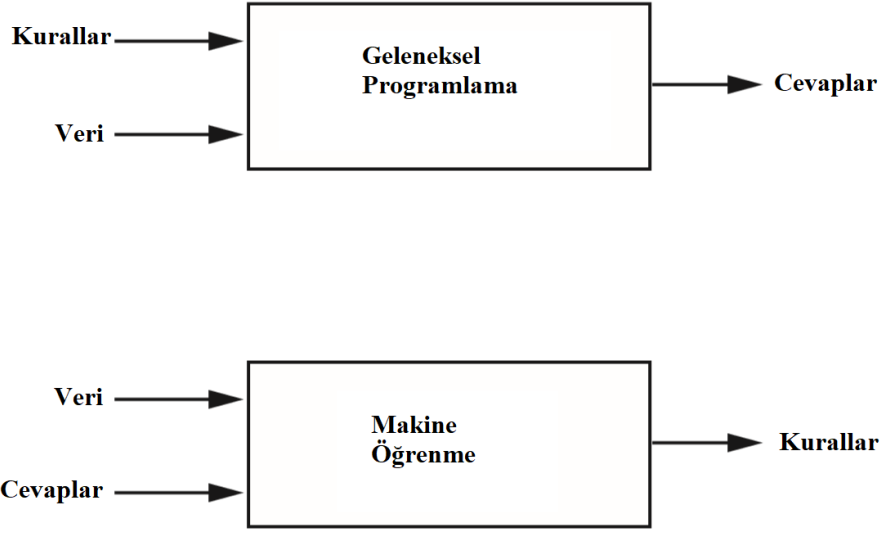 Kurallar
Geleneksel
Programlama
Cevaplar
Veri
Veri
Makine
Öğrenme
Kurallar
Cevaplar